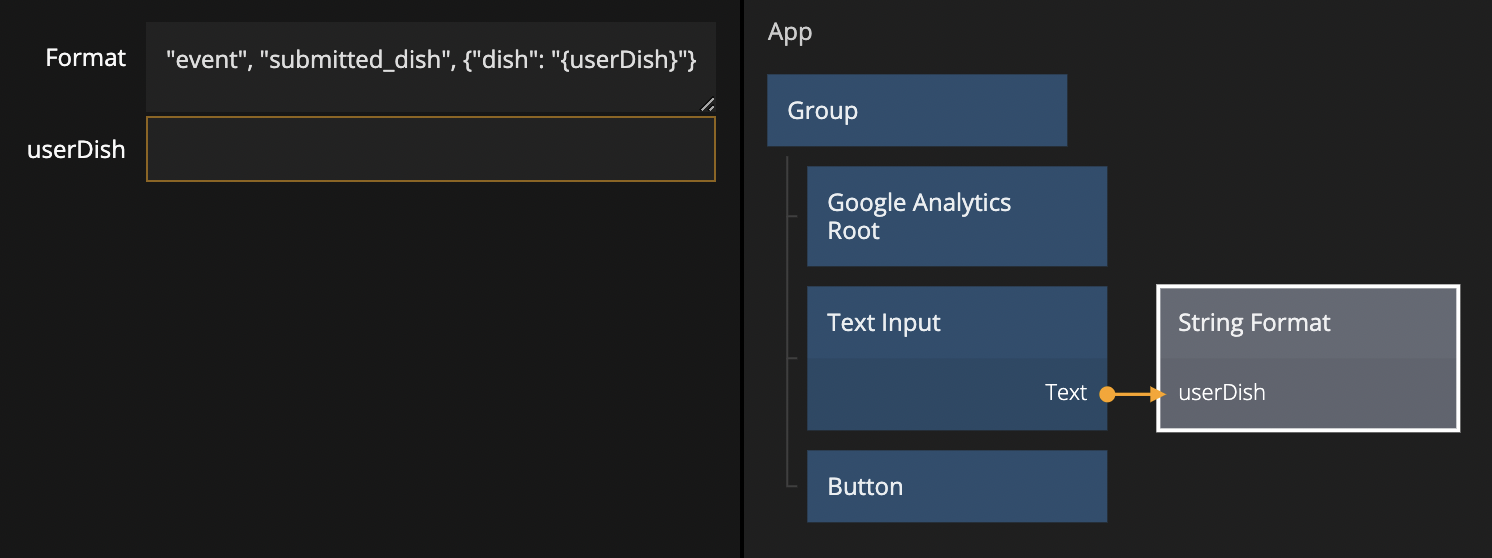 Format
"event", "submitted_dish", {"dish": "{userDish}"}
userDish
App
Group
Google Analytics
Root
Text Input
Text
String Format
userDish
Button